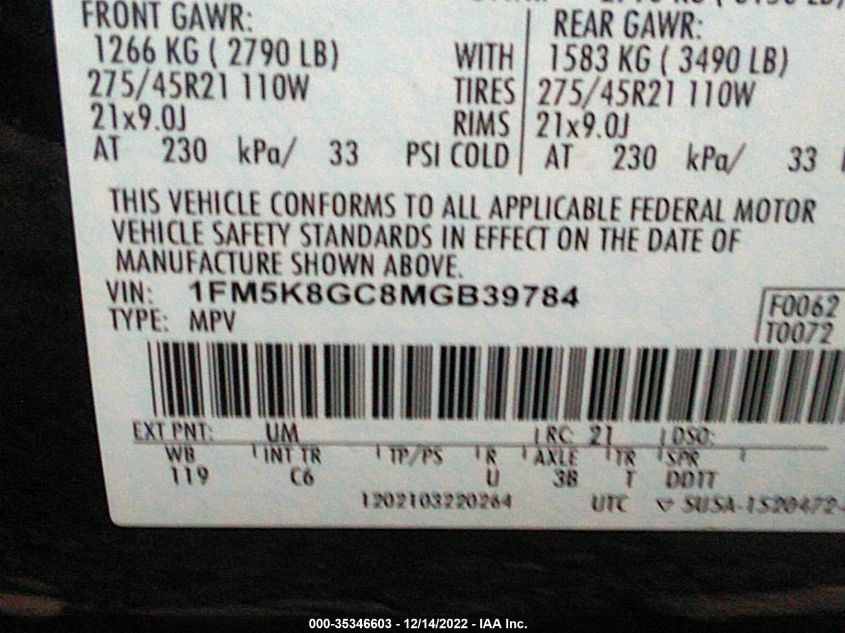 FRONT GAWR: REAR GAWR:
1266 KG ( 2790 LB) WITH 1583 KG ( 3490 LB)
275/45R21 110W TIRES 275/45R21 110W
21x9.0J RIMS 21x9.0J
AT 230 kPa/ 33 PSI COLD AT 230 kPa/ 33
THIS VEHICLE CONFORMS TO ALL APPLICABLE FEDERAL MOTOR
VEHICLE SAFETY STANDARDS IN EFFECT ON THE DATE OF
MANUFACTURE SHOWN ABOVE.
VIN: 1FM5K8GC8MGB39784 F0062
TYPE: MPV T0072
EXT PNT: UM RC: 21 DSO:
WB INT TR TP/PS R AXLE TR SPR
119 C6 U 3B T DDTT
1202103220264 UTC SUSA-1520472-
000-35346603 - 12/14/2022 - IAA Inc.